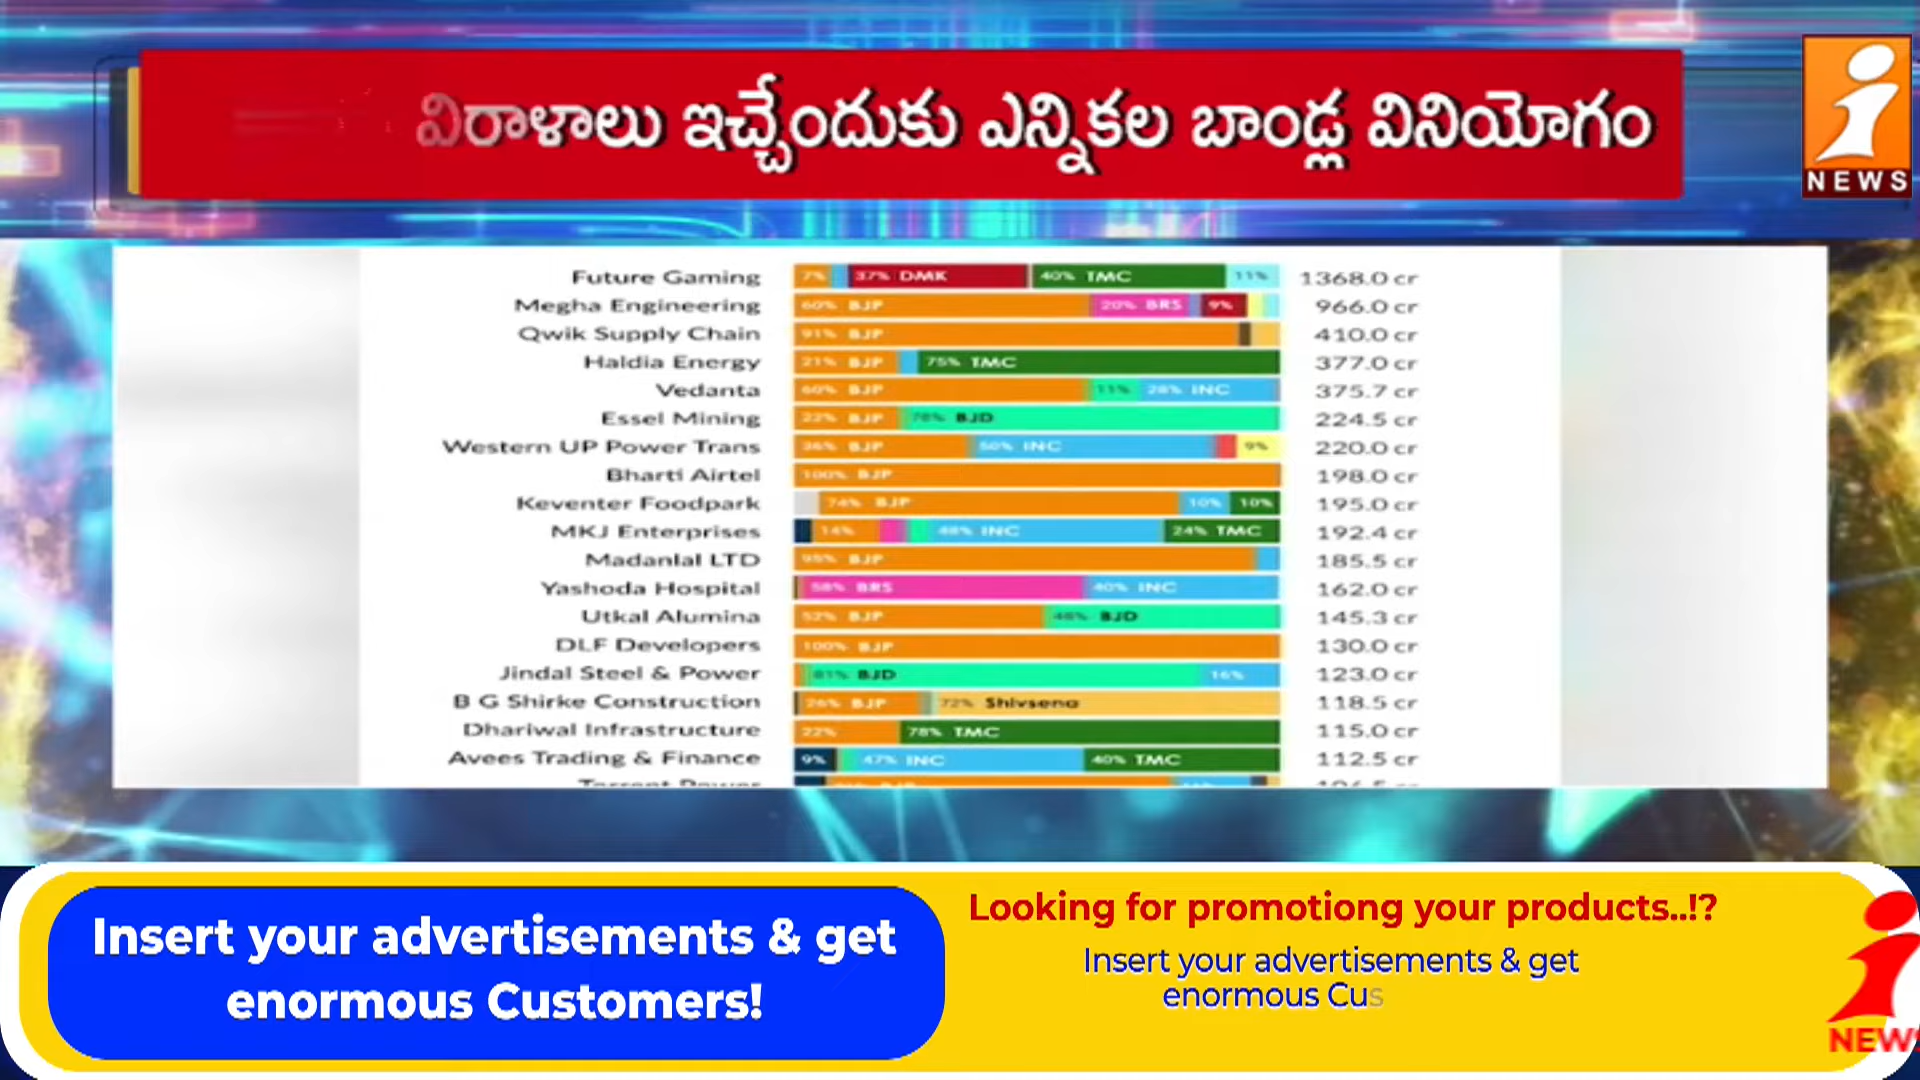 విరాళాలు ఇచ్చేందుకు ఎన్నికల బాండ్ల వినియోగం
NEWS
Future Gaming 7% 37% DMK 40% TMC 11% 1368.0 cr
Megha Engineering 60% BJP 20% BRS 9% 966.0 cr
Qwik Supply Chain 91% BJP 410.0 cr
Haldia Energy 21% BJP 75% TMC 377.0 cr
Vedanta 60% BJP 11% 28% INC 375.7 cr
Essel Mining 22% BJP 78% BJD 224.5 cr
Western UP Power Trans 36% BJP 50% INC 9% 220.0 cr
Bharti Airtel 100% BJP 198.0 cr
Keventer Foodpark 74% BJP 10% 10% 195.0 cr
MKJ Enterprises 14% 48% INC 24% TMC 192.4 cr
Madanlal LTD 95% BJP 185.5 cr
Yashoda Hospital 58% BRS 40% INC 162.0 cr
Utkal Alumina 52% BJP 48% BJD 145.3 cr
DLF Developers 100% BJP 130.0 cr
Jindal Steel & Power 81% BJD 16% 123.0 cr
B G Shirke Construction 26% BJP 72% Shivsena 118.5 cr
Dhariwal Infrastructure 22% 78% TMC 115.0 cr
Avees Trading & Finance 9% 47% INC 40% TMC 112.5 cr
Insert your advertisements & get
enormous Customers!
Looking for promotiong your products..!?
Insert your advertisements & get
enormous Cus
NEWS